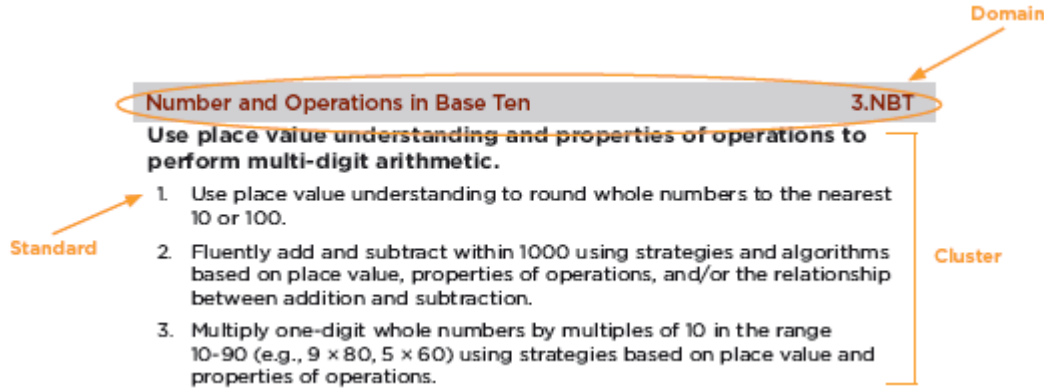 Domain
Number and Operations in Base Ten 3.NBT
Use place value understanding and properties of operations to
perform multi-digit arithmetic.
1. Use place value understanding to round whole numbers to the nearest
10 or 100.
Standard
2. Fluently add and subtract within 1000 using strategies and algorithms
based on place value, properties of operations, and/or the relationship
between addition and subtraction.
Cluster
3. Multiply one-digit whole numbers by multiples of 10 in the range
10-90 (e.g., 9 × 80, 5 × 60) using strategies based on place value and
properties of operations.